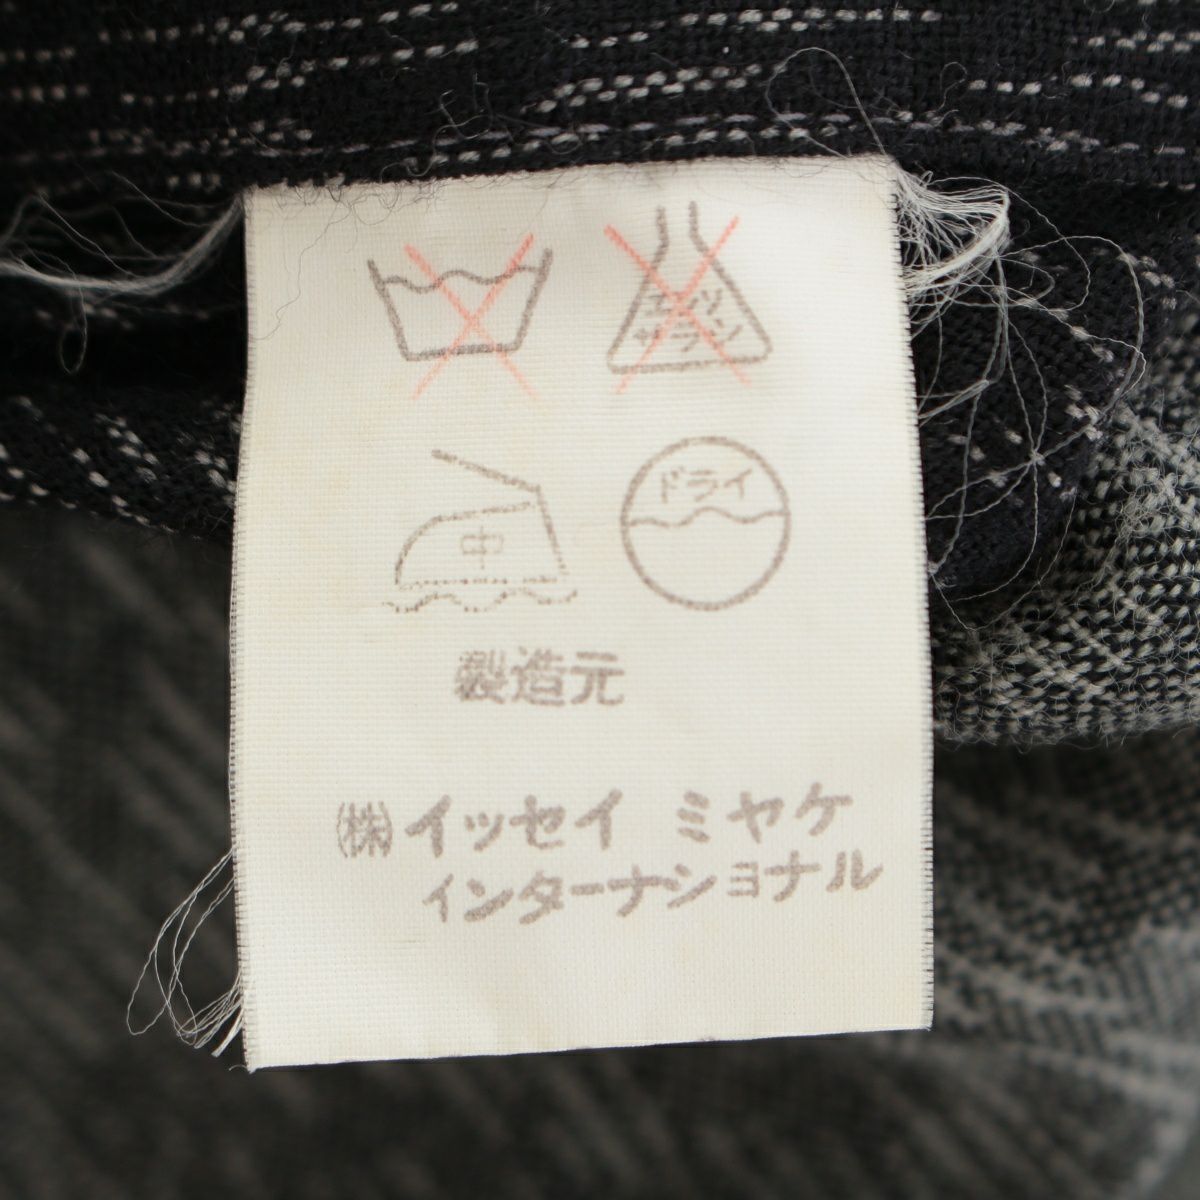 エンソ
サラシ
中
ドライ
製造元
㈱イッセイ ミヤケ
インターナショナル